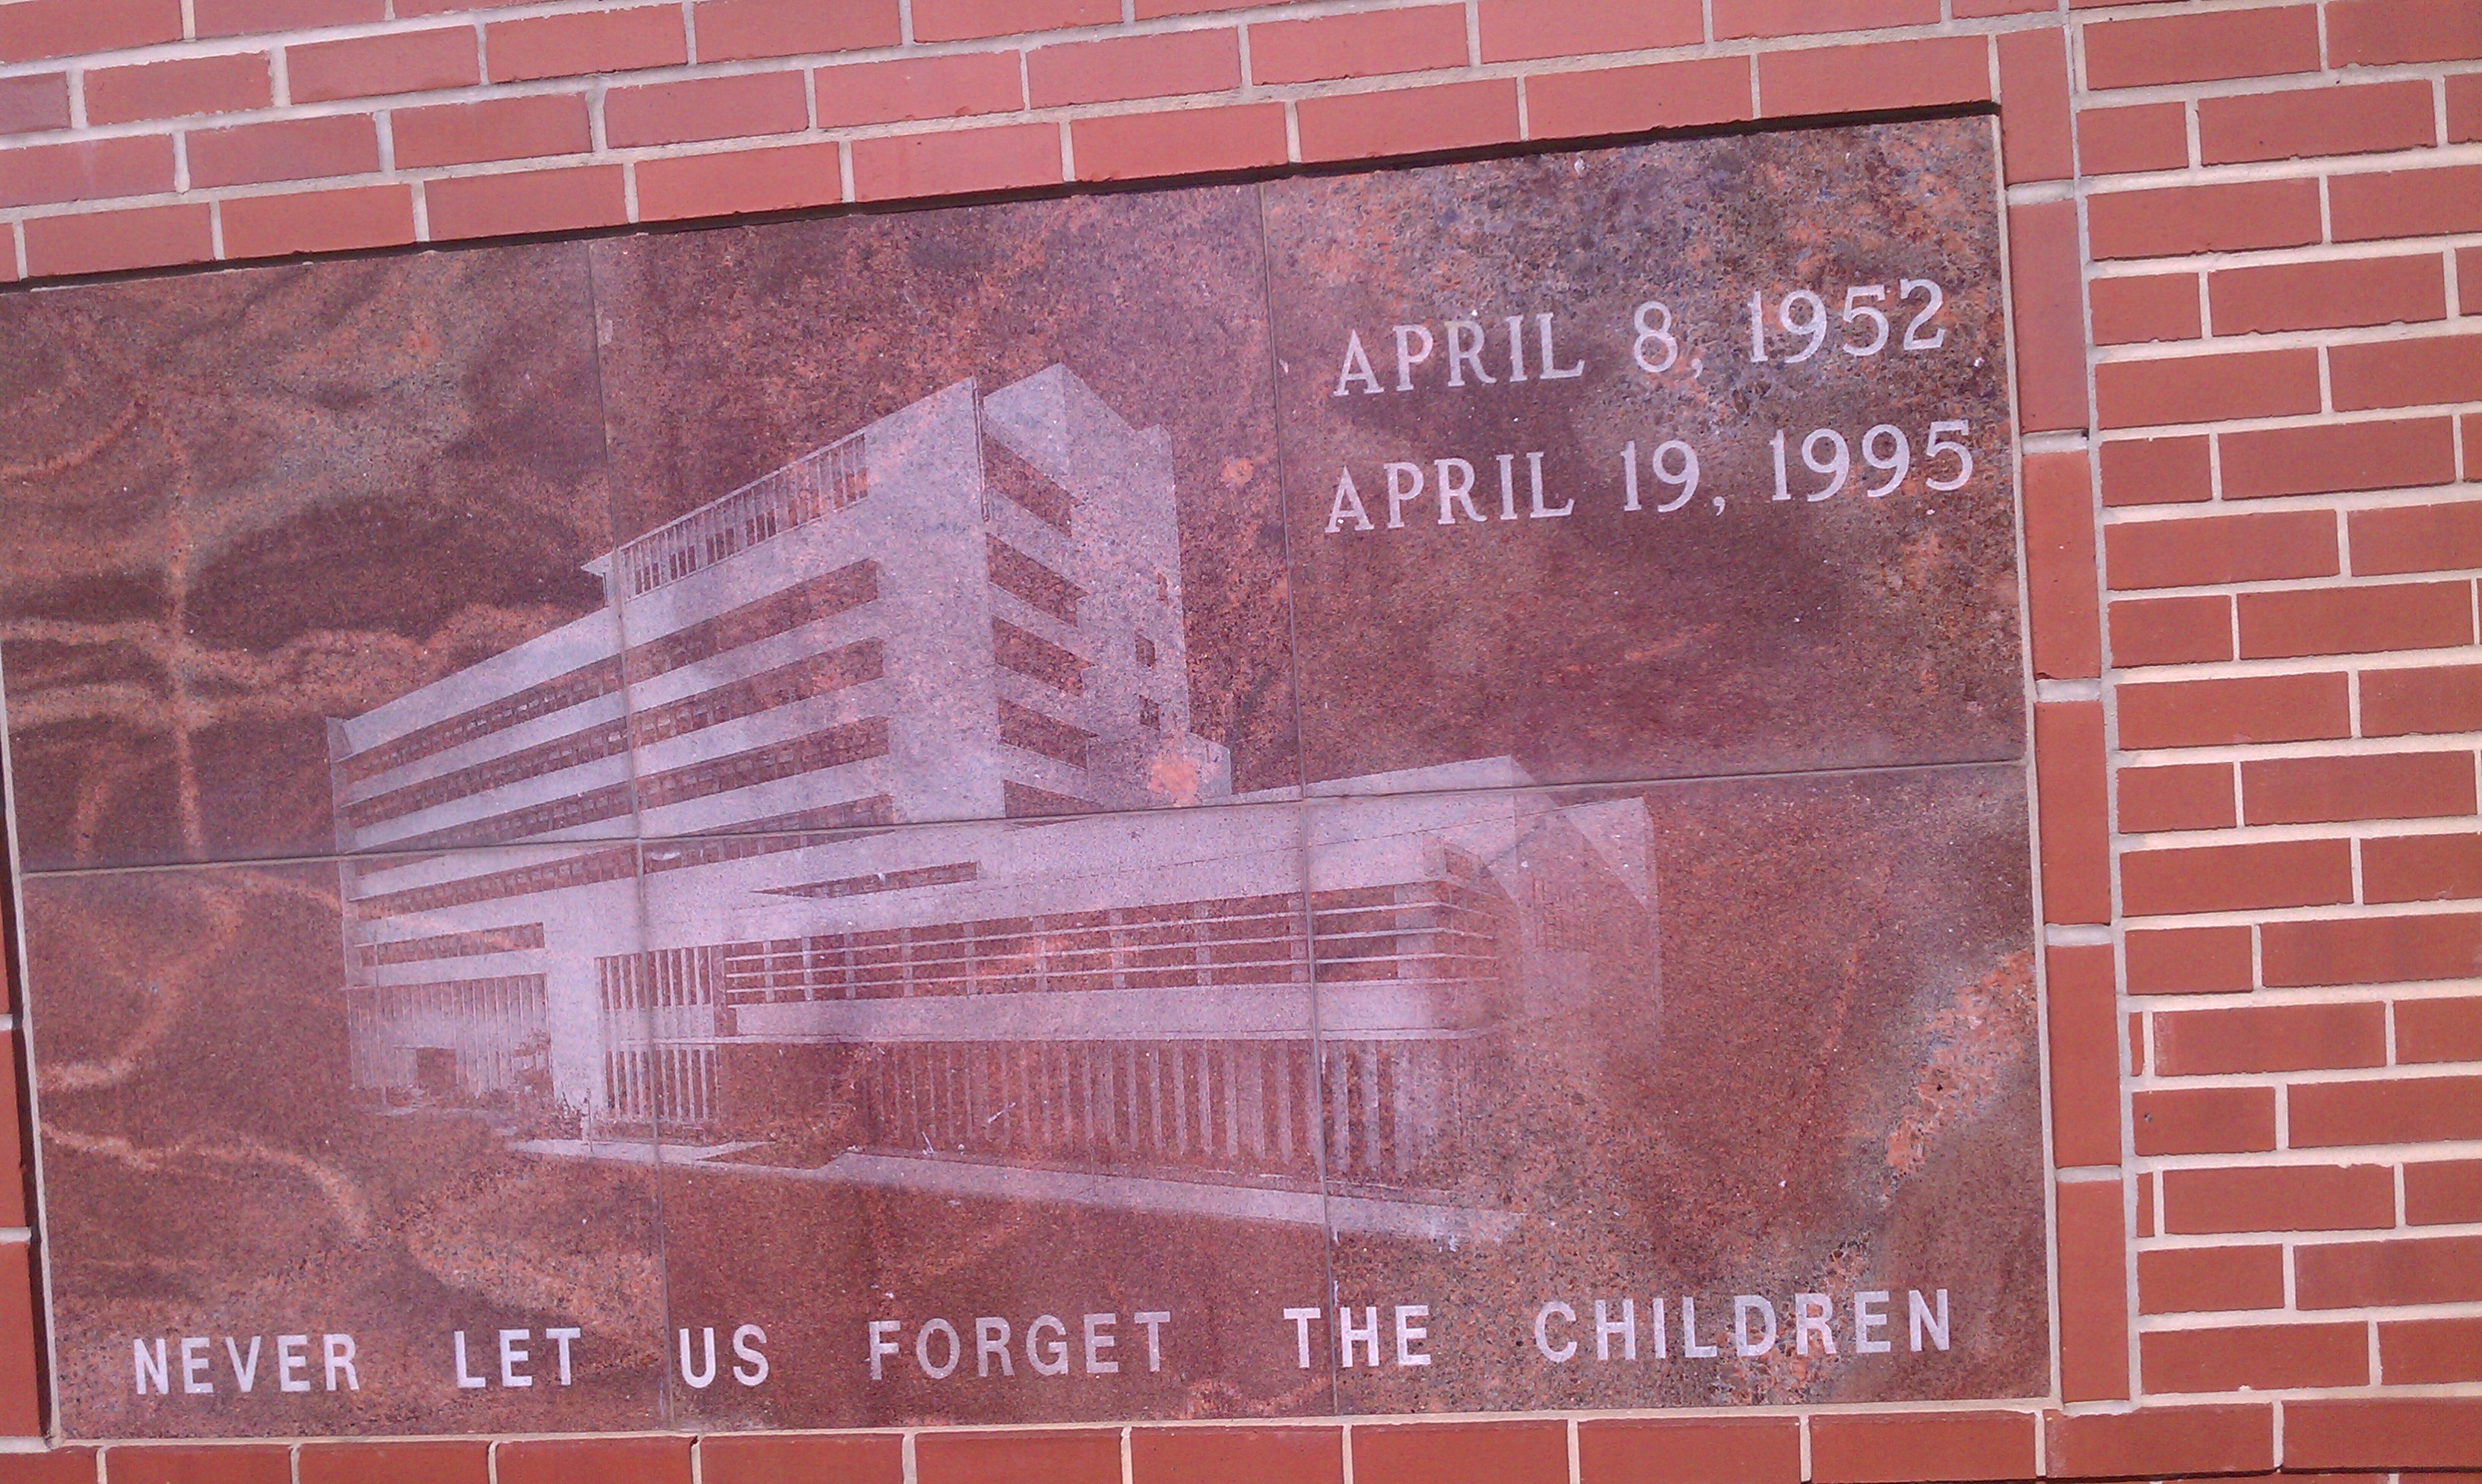 APRIL 8, 1952
APRIL 19, 1995
NEVER LET US FORGET THE CHILDREN